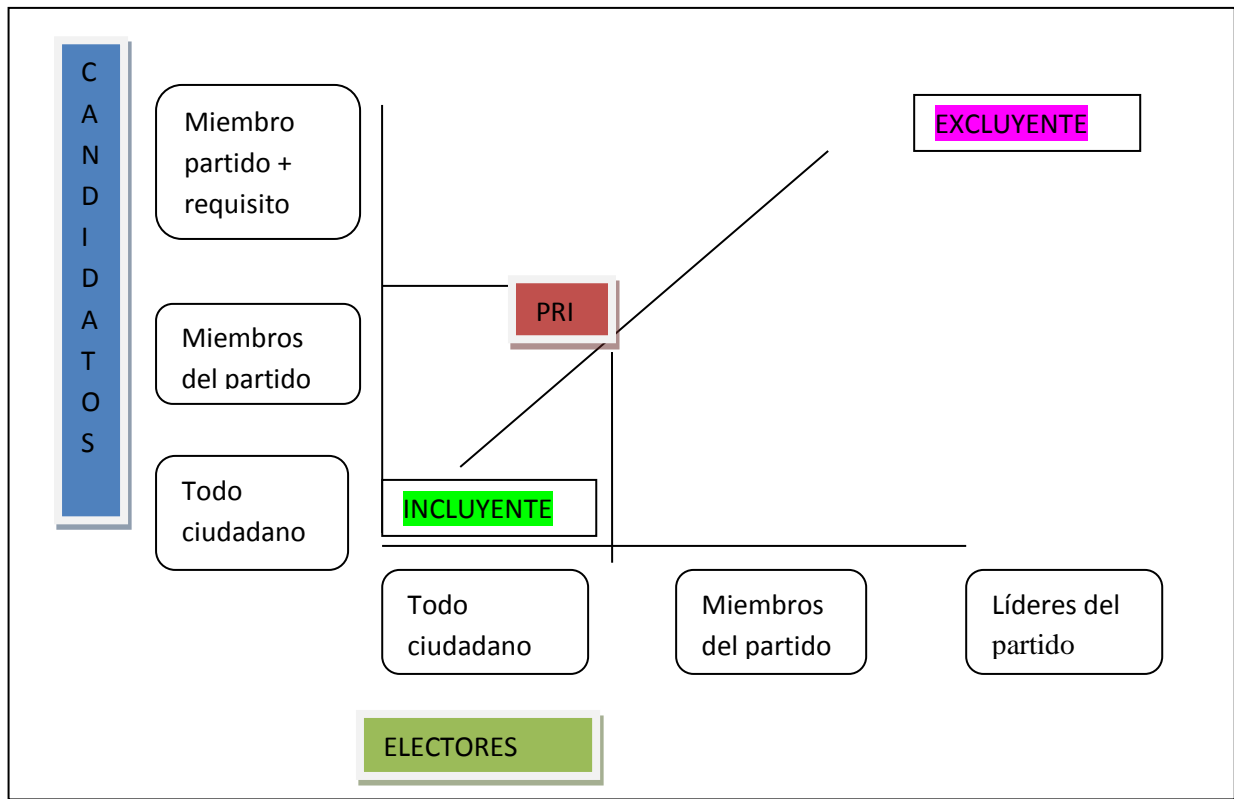 C
A
N
D
I
D
A
T
O
S
Miembro
partido +
requisito
EXCLUYENTE
PRI
Miembros
del partido
Todo
ciudadano
INCLUYENTE
Todo
ciudadano
Miembros
del partido
Líderes del
partido
ELECTORES